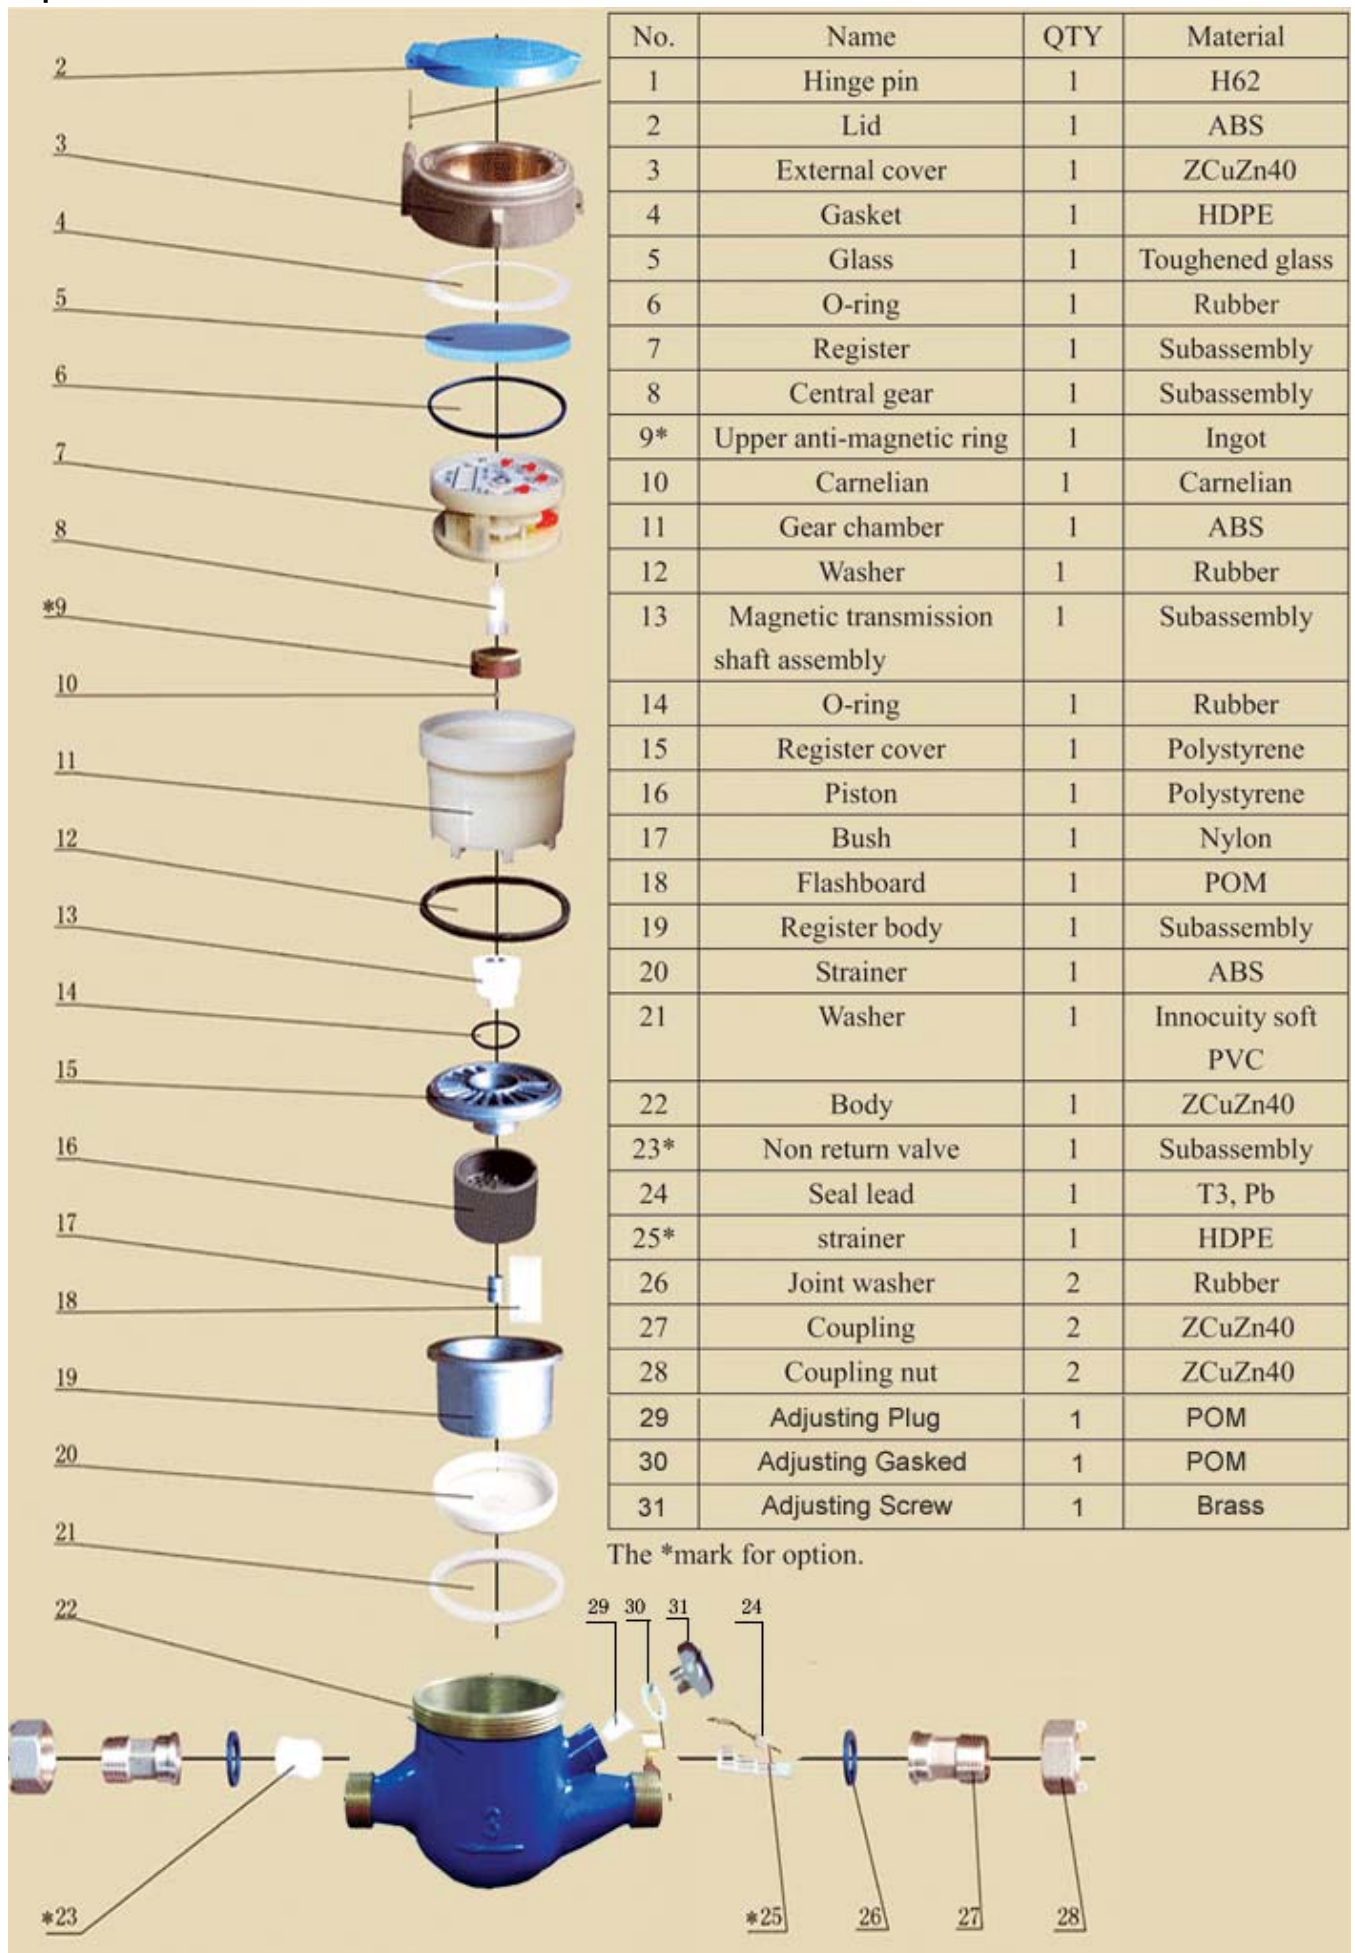 No. Name QTY Material
1 Hinge pin 1 H62
2 Lid 1 ABS
3 External cover 1 ZCuZn40
4 Gasket 1 HDPE
5 Glass 1 Toughened glass
6 O-ring 1 Rubber
7 Register 1 Subassembly
8 Central gear 1 Subassembly
9* Upper anti-magnetic ring 1 Ingot
10 Carnelian 1 Carnelian
11 Gear chamber 1 ABS
12 Washer 1 Rubber
13 Magnetic transmission 1 Subassembly
shaft assembly
14 O-ring 1 Rubber
15 Register cover 1 Polystyrene
16 Piston 1 Polystyrene
17 Bush 1 Nylon
18 Flashboard 1 POM
19 Register body 1 Subassembly
20 Strainer 1 ABS
21 Washer 1 Innocuity soft
PVC
22 Body 1 ZCuZn40
23* Non return valve 1 Subassembly
24 Seal lead 1 T3, Pb
25* strainer 1 HDPE
26 Joint washer 2 Rubber
27 Coupling 2 ZCuZn40
28 Coupling nut 2 ZCuZn40
29 Adjusting Plug 1 POM
30 Adjusting Gasked 1 POM
31 Adjusting Screw 1 Brass
The *mark for option.
2
3
4
5
6
7
8
*9
10
11
12
13
14
15
16
17
18
19
20
21
22
29 30 31 24
*23 *25 26 27 28